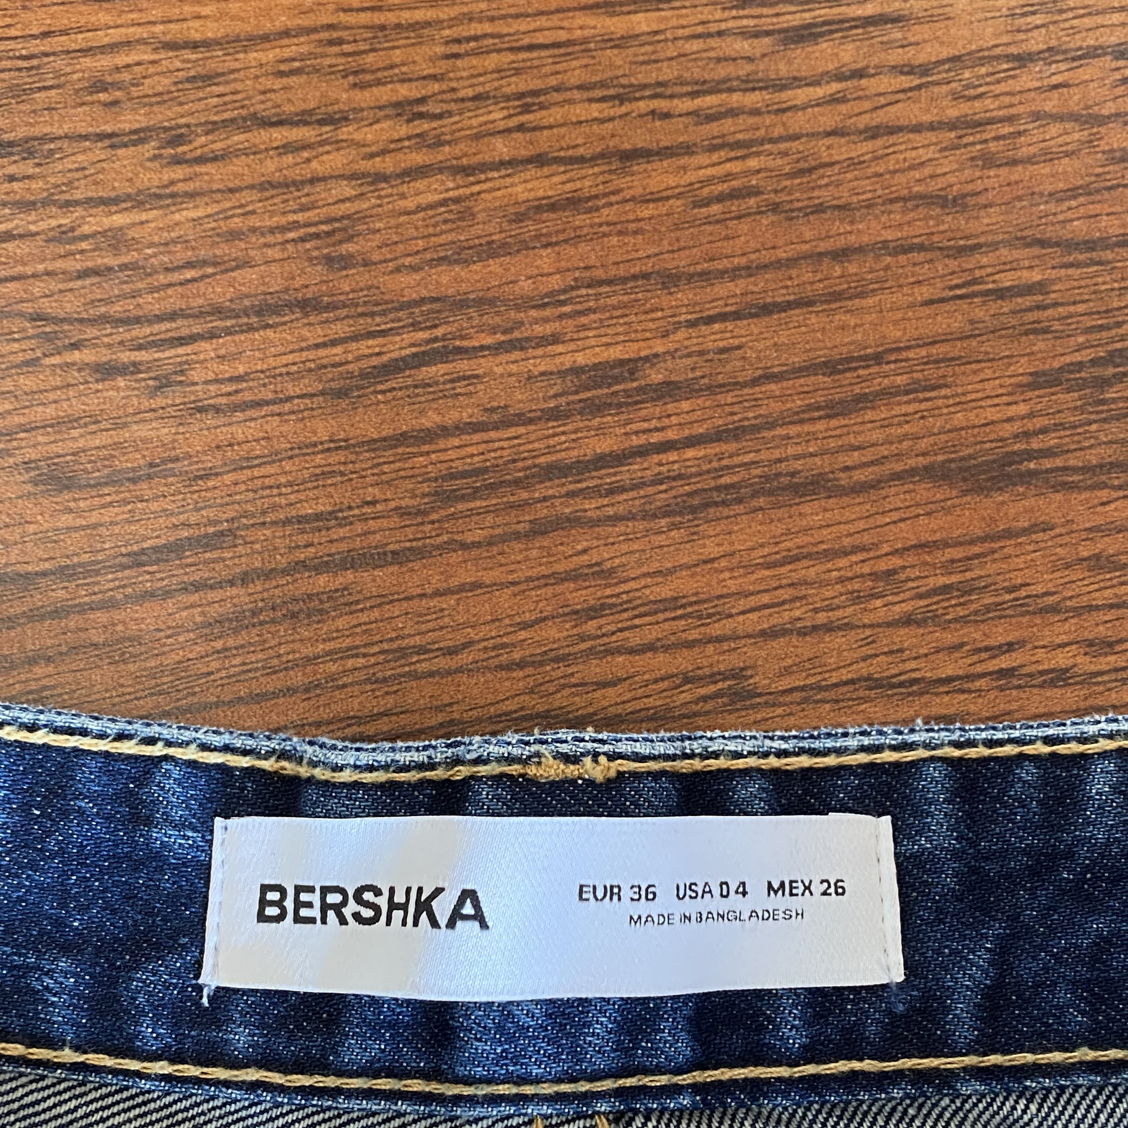 BERSHKA
EUR 36 USA 04 MEX 26
MADE IN BANGLADESH